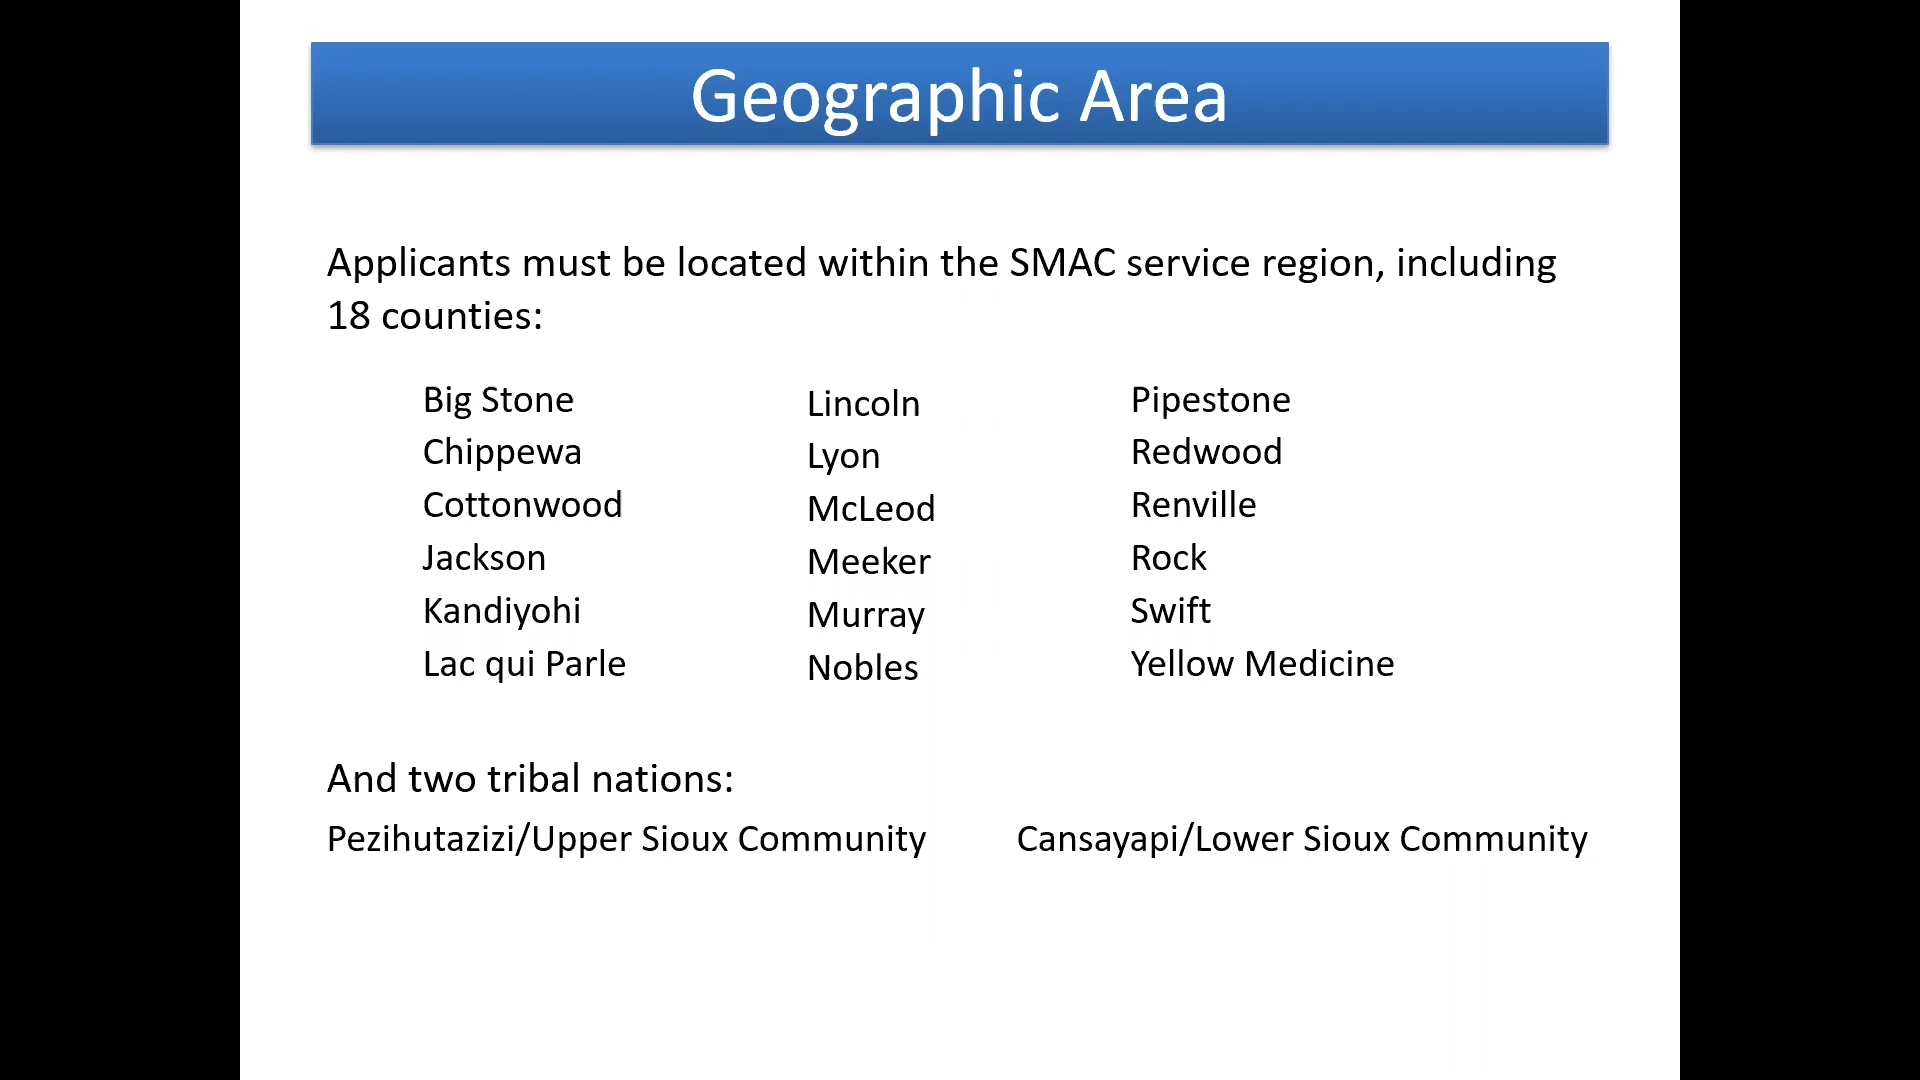 Geographic Area
Applicants must be located within the SMAC service region, including
18 counties:
Big Stone
Chippewa
Cottonwood
Jackson
Kandiyohi
Lac qui Parle
Lincoln
Lyon
McLeod
Meeker
Murray
Nobles
Pipestone
Redwood
Renville
Rock
Swift
Yellow Medicine
And two tribal nations:
Pezihutazizi/Upper Sioux Community
Cansayapi/Lower Sioux Community